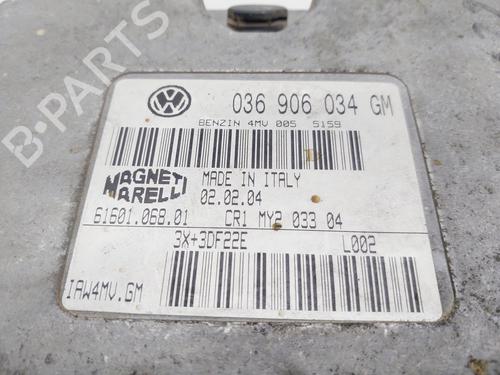 B-PARTS
VW
036 906 034 GM
BENZIN 4MV 005 5159
MAGNETI
MARELLI
MADE IN ITALY
02.02.04
61601.068.01 CR1 MY2 033 04
3X+3DF22E L002
IAW4MV.GM